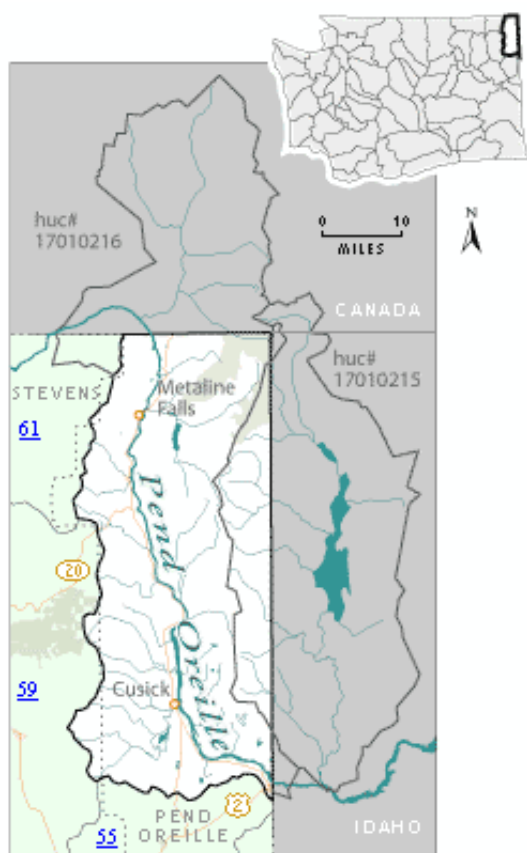 huc#
17010216
0 10
MILES
N
CANADA
huc#
17010215
STEVENS
Metaline
Falls
61
Pend
Oreille
20
59
Cusick
2
PEND
OREILLE
55
IDAHO